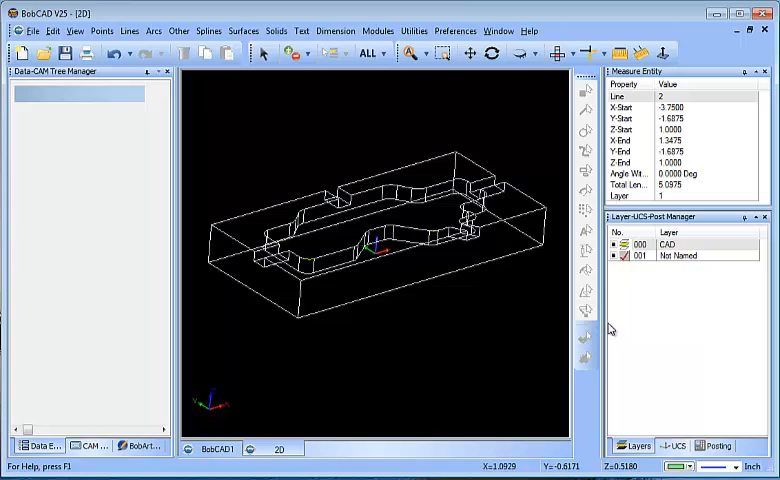 BobCAD V25 - [2D]
File Edit View Points Lines Arcs Other Splines Surfaces Solids Text Dimension Modules Utilities Preferences Window Help
ALL
Data-CAM Tree Manager
Measure Entity
Property Value
Line 2
X-Start -3.7500
Y-Start -1.6875
Z-Start 1.0000
X-End 1.3475
Y-End -1.6875
Z-End 1.0000
Angle Wit... 0.0000 Deg
Total Len... 5.0975
Layer 1
Layer-UCS-Post Manager
No. Layer
000 CAD
001 Not Named
Data E... CAM ... BobArt...
BobCAD1 2D
Layers UCS Posting
For Help, press F1
X=1.0929 Y=-0.6171 Z=0.5180 Inch